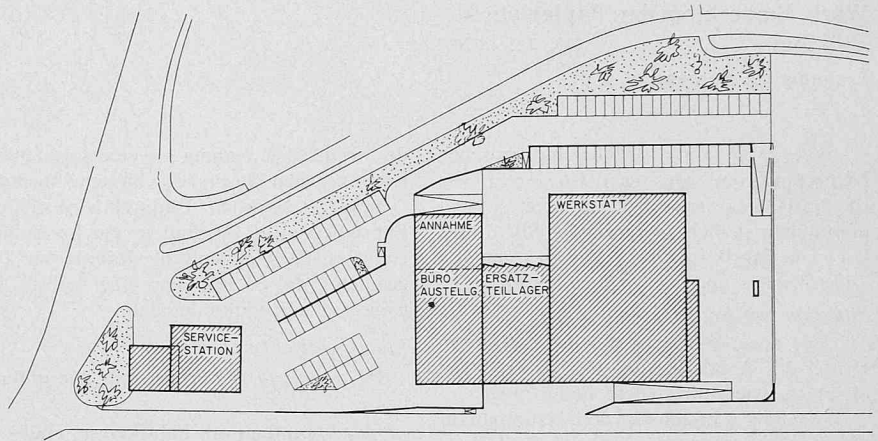 ANNAHME
WERKSTATT
BÜRO
AUSTELLG.
ERSATZ-
TEILLAGER
SERVICE-
STATION